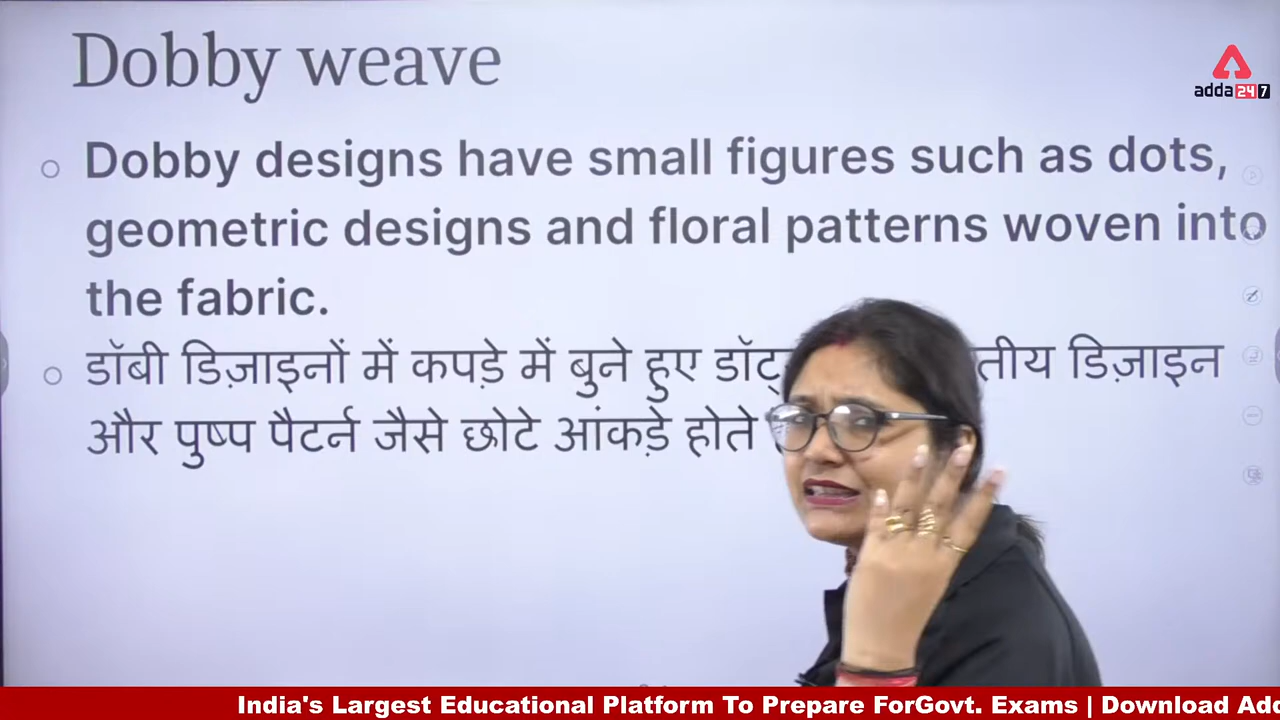 Dobby weave
adda247
Dobby designs have small figures such as dots,
geometric designs and floral patterns woven into
the fabric.
डॉबी डिज़ाइनों में कपड़े में बुने हुए डिज़ाइन
और पुष्प पैटर्न जैसे छोटे आंकड़े होते
India's Largest Educational Platform To Prepare ForGovt. Exams | Download